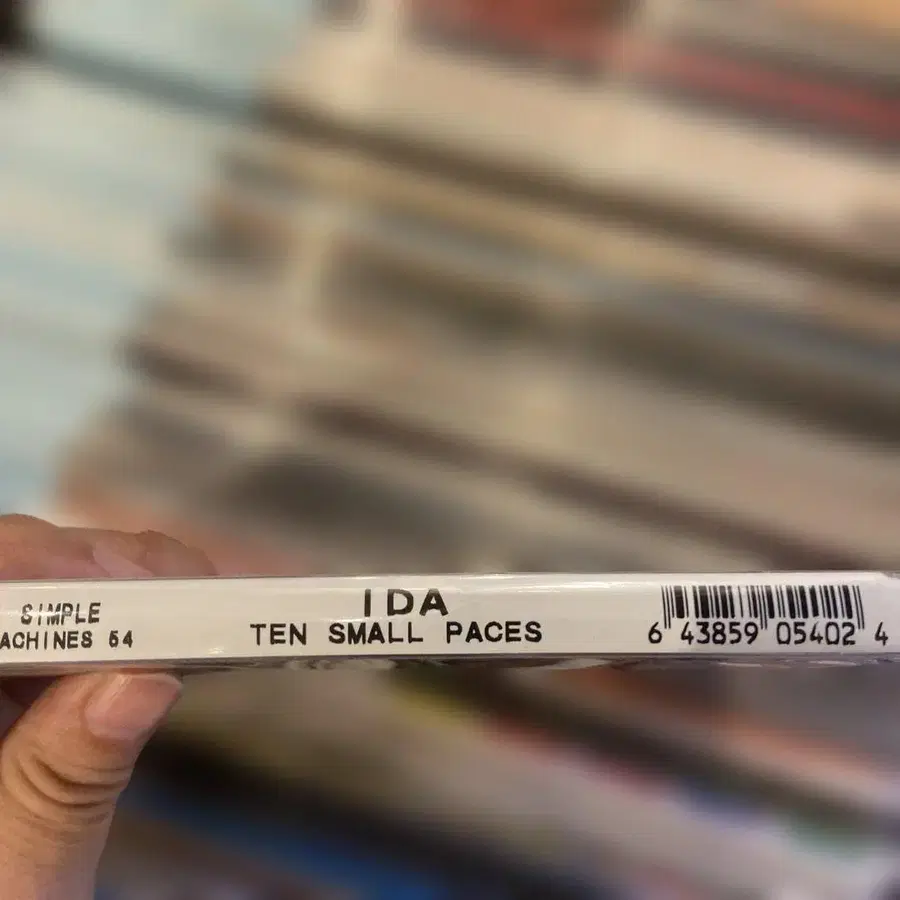 SIMPLE
ACHINES 54
IDA
TEN SMALL PACES
6 43859 05402 4